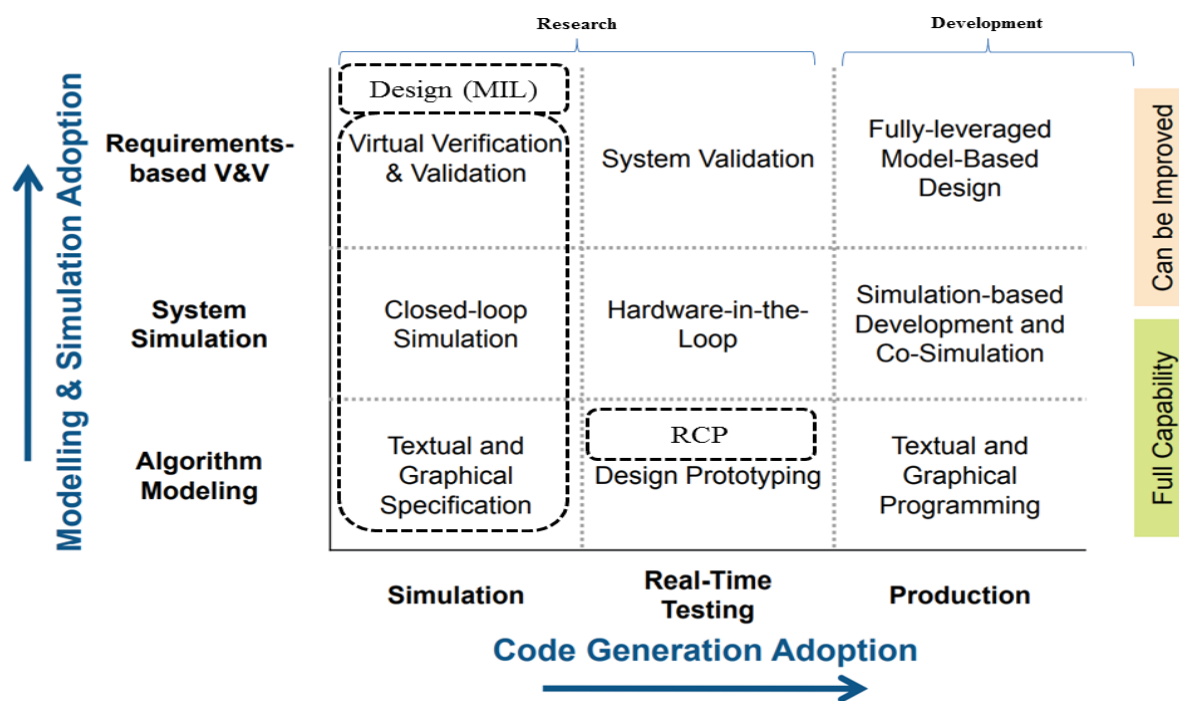 Research
Development
Design (MIL)
Requirements-
based V&V
Virtual Verification
& Validation
System Validation
Fully-leveraged
Model-Based
Design
Can be Improved
Modelling & Simulation Adoption
System
Simulation
Closed-loop
Simulation
Hardware-in-the-
Loop
Simulation-based
Development and
Co-Simulation
Full Capability
Algorithm
Modeling
Textual and
Graphical
Specification
RCP
Design Prototyping
Textual and
Graphical
Programming
Simulation
Real-Time
Testing
Production
Code Generation Adoption